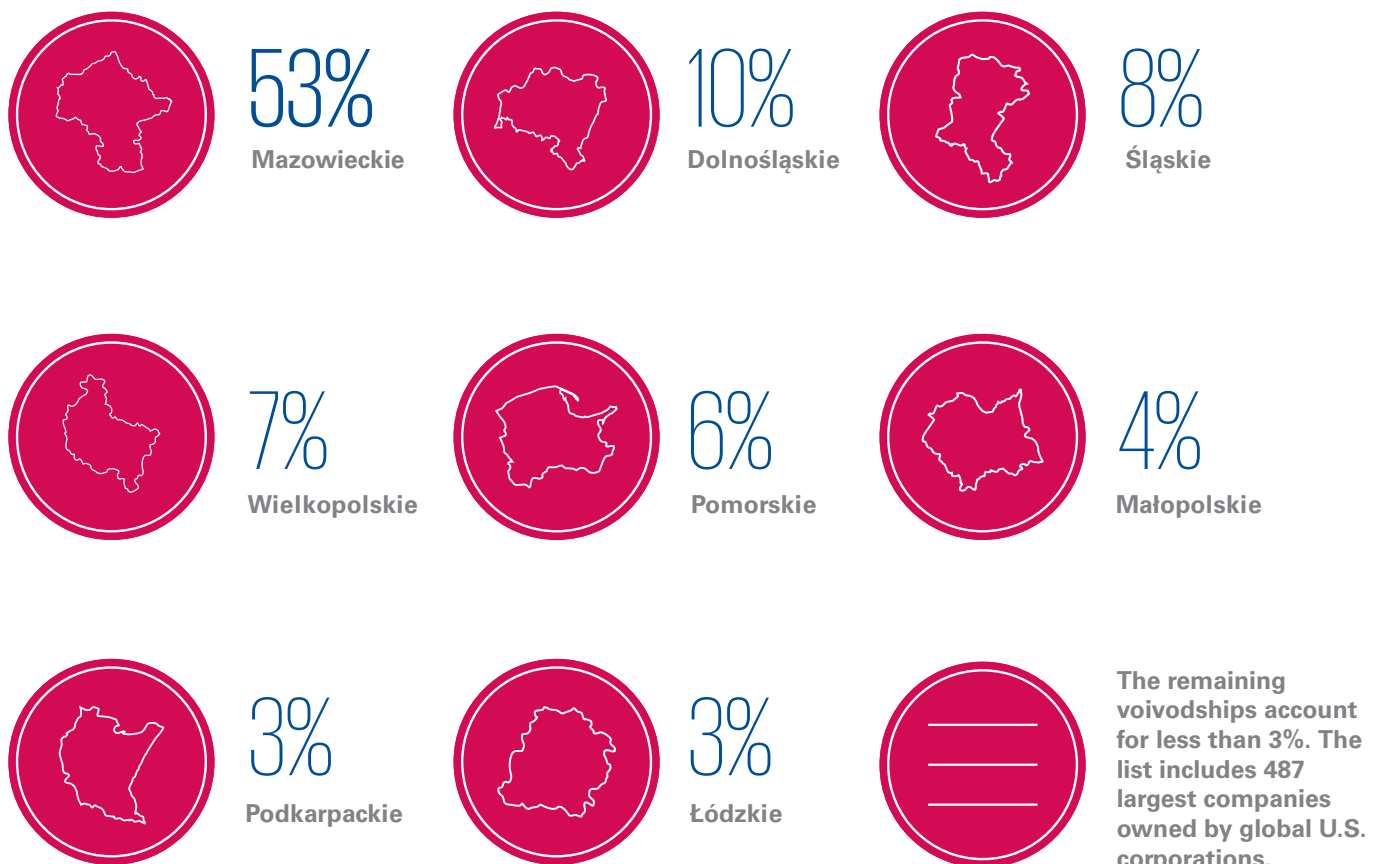 53%
Mazowieckie
10%
Dolnośląskie
8%
Śląskie
7%
Wielkopolskie
6%
Pomorskie
4%
Małopolskie
3%
Podkarpackie
3%
Łódzkie
The remaining
voivodships account
for less than 3%. The
list includes 487
largest companies
owned by global U.S.
corporations.